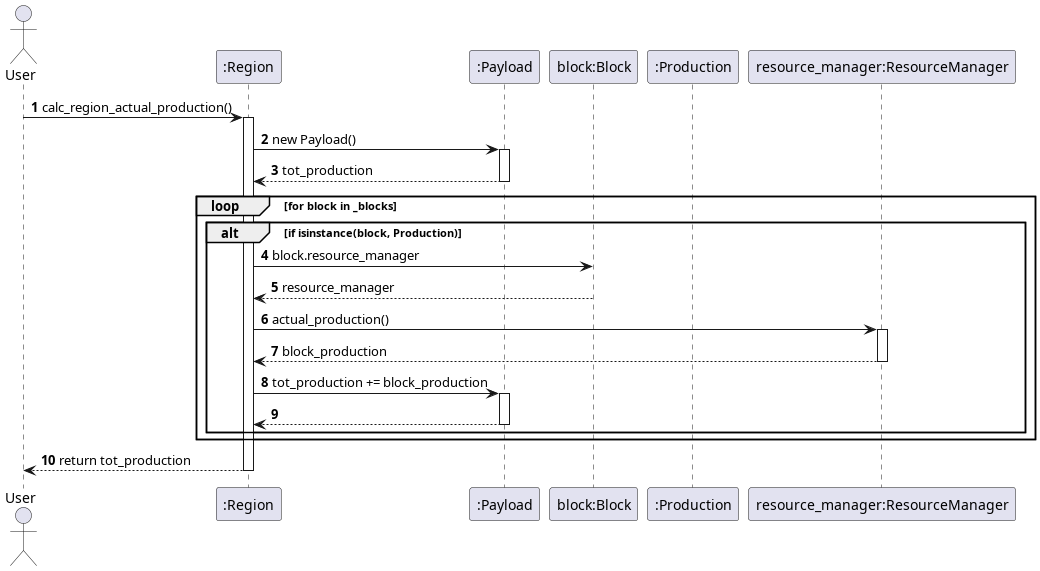 User
:Region
:Payload
block:Block
:Production
resource_manager:ResourceManager
1 calc_region_actual_production()
2 new Payload()
3 tot_production
loop [for block in _blocks]
alt [if isinstance(block, Production)]
4 block.resource_manager
5 resource_manager
6 actual_production()
7 block_production
8 tot_production += block_production
9
10 return tot_production
User
:Region
:Payload
block:Block
:Production
resource_manager:ResourceManager